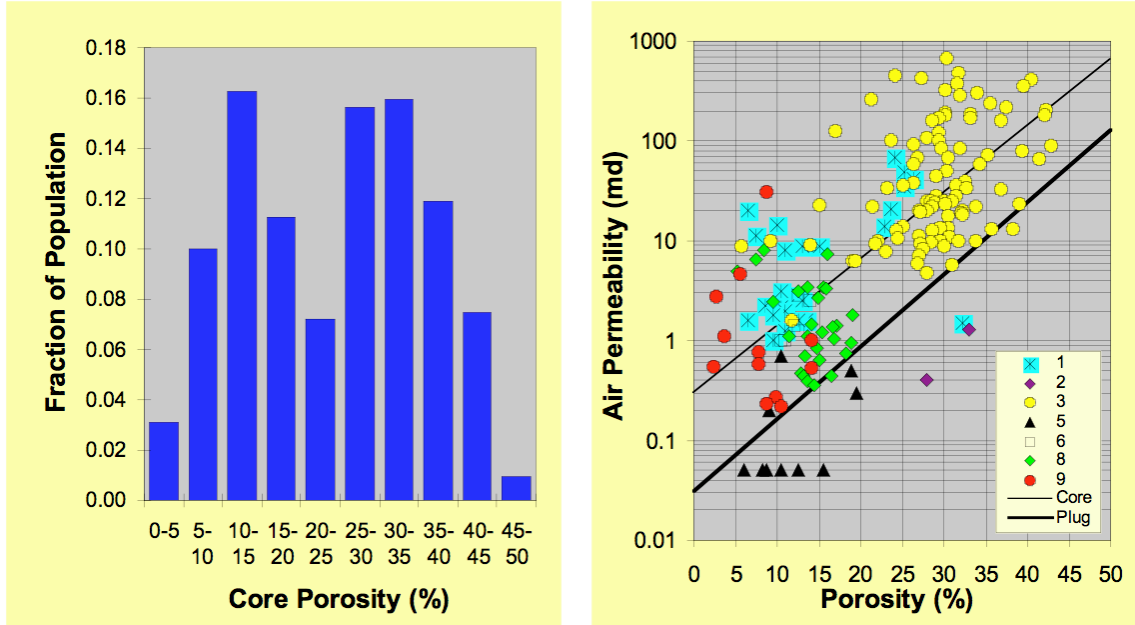 0.18
0.16
0.14
0.12
0.10
0.08
0.06
0.04
0.02
0.00
Fraction of Population
0-5 5- 10- 15- 20- 25- 30- 35- 40- 45-
10 15 20 25 30 35 40 45 50
Core Porosity (%)
1000
100
10
1
0.1
0.01
Air Permeability (md)
1
2
3
5
6
8
9
Core
Plug
0 5 10 15 20 25 30 35 40 45 50
Porosity (%)